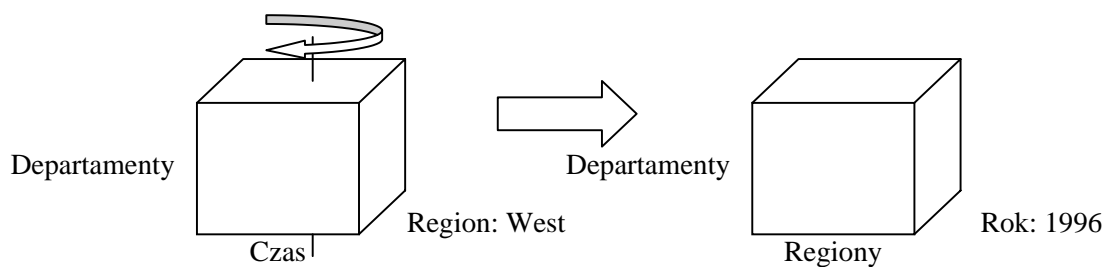 Departamenty
Region: West
Czas
Departamenty
Rok: 1996
Regiony